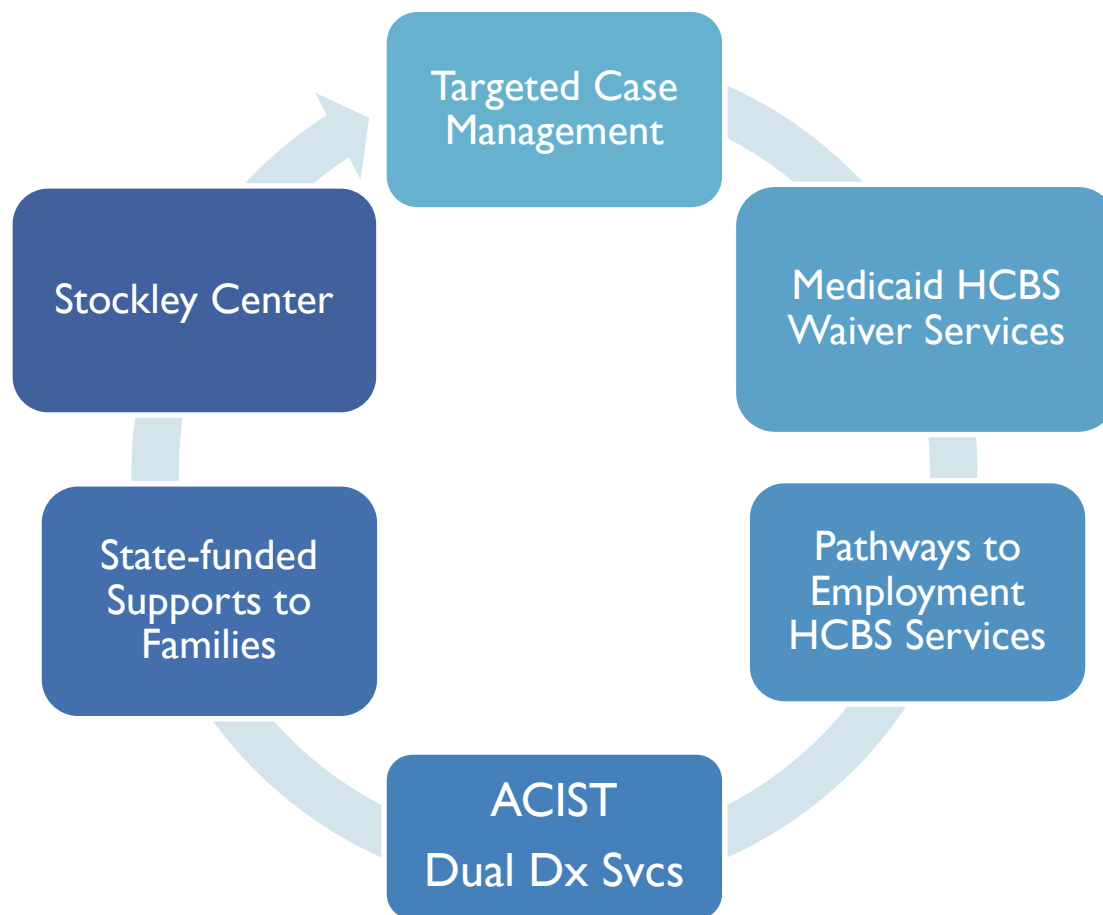 Targeted Case
Management
Medicaid HCBS
Waiver Services
Pathways to
Employment
HCBS Services
ACIST
Dual Dx Svcs
State-funded
Supports to
Families
Stockley Center